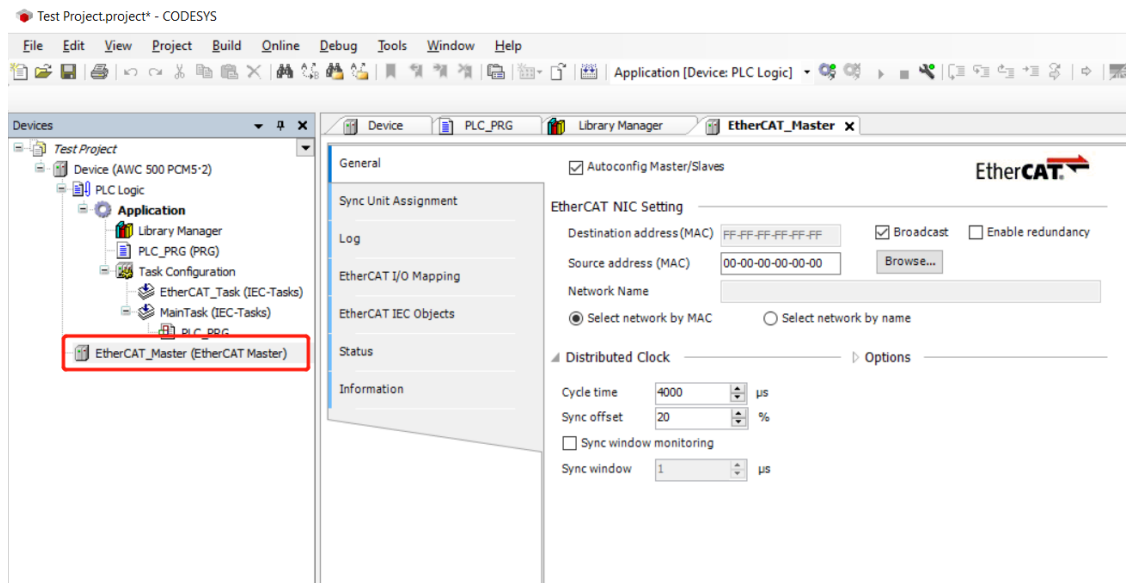 Test Project.project* - CODESYS
File Edit View Project Build Online Debug Tools Window Help
Application [Device: PLC Logic]
Devices
Device PLC_PRG Library Manager EtherCAT_Master
Test Project
Device (AWC 500 PCM5-2)
PLC Logic
Application
Library Manager
PLC_PRG (PRG)
Task Configuration
EtherCAT_Task (IEC-Tasks)
MainTask (IEC-Tasks)
PLC_PRG
EtherCAT_Master (EtherCAT Master)
General
Sync Unit Assignment
Log
EtherCAT I/O Mapping
EtherCAT IEC Objects
Status
Information
Autoconfig Master/Slaves
EtherCAT®
EtherCAT NIC Setting
Destination address (MAC) FF-FF-FF-FF-FF-FF Broadcast Enable redundancy
Source address (MAC) 00-00-00-00-00-00 Browse...
Network Name
Select network by MAC Select network by name
Distributed Clock Options
Cycle time 4000 µs
Sync offset 20 %
Sync window monitoring
Sync window 1 µs